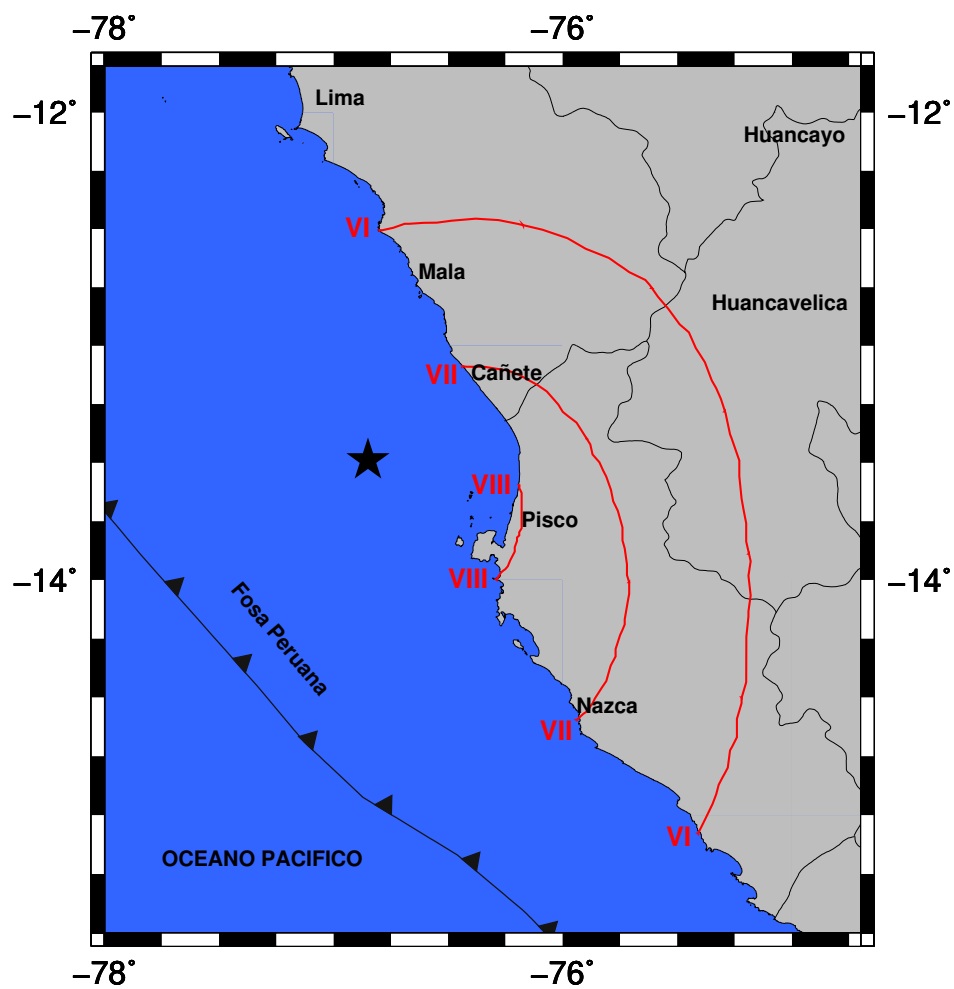 −78˚
−76˚
−12˚
Lima
−12˚
Huancayo
VI
Mala
Huancavelica
VII
Cañete
VIII
Pisco
−14˚
VIII
−14˚
Fosa Peruana
Nazca
VII
VI
OCEANO PACIFICO
−78˚
−76˚